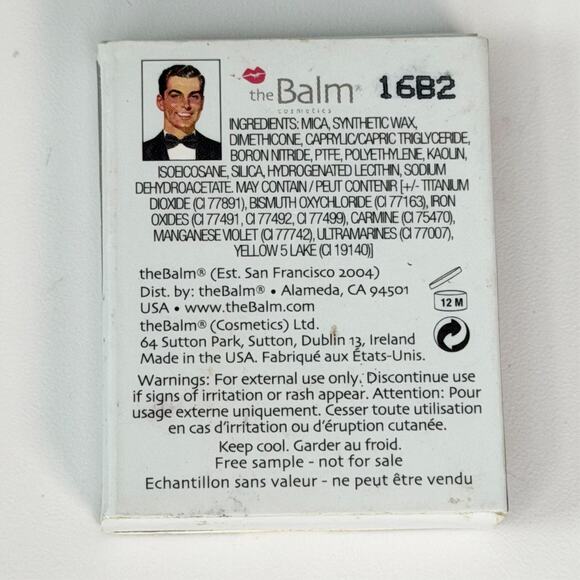 theBalm® 16B2
cosmetics
INGREDIENTS: MICA, SYNTHETIC WAX,
DIMETHICONE, CAPRYLIC/CAPRIC TRIGLYCERIDE,
BORON NITRIDE, PTFE, POLYETHYLENE, KAOLIN,
ISOEICOSANE, SILICA, HYDROGENATED LECITHIN, SODIUM
DEHYDROACETATE. MAY CONTAIN / PEUT CONTENIR [+/- TITANIUM
DIOXIDE (CI 77891), BISMUTH OXYCHLORIDE (CI 77163), IRON
OXIDES (CI 77491, CI 77492, CI 77499), CARMINE (CI 75470),
MANGANESE VIOLET (CI 77742), ULTRAMARINES (CI 77007),
YELLOW 5 LAKE (CI 19140)]
theBalm® (Est. San Francisco 2004)
Dist. by: theBalm® • Alameda, CA 94501
USA • www.theBalm.com
12 M
theBalm® (Cosmetics) Ltd.
64 Sutton Park, Sutton, Dublin 13, Ireland
Made in the USA. Fabriqué aux États-Unis.
Warnings: For external use only. Discontinue use
if signs of irritation or rash appear. Attention: Pour
usage externe uniquement. Cesser toute utilisation
en cas d'irritation ou d'éruption cutanée.
Keep cool. Garder au froid.
Free sample - not for sale
Echantillon sans valeur - ne peut être vendu